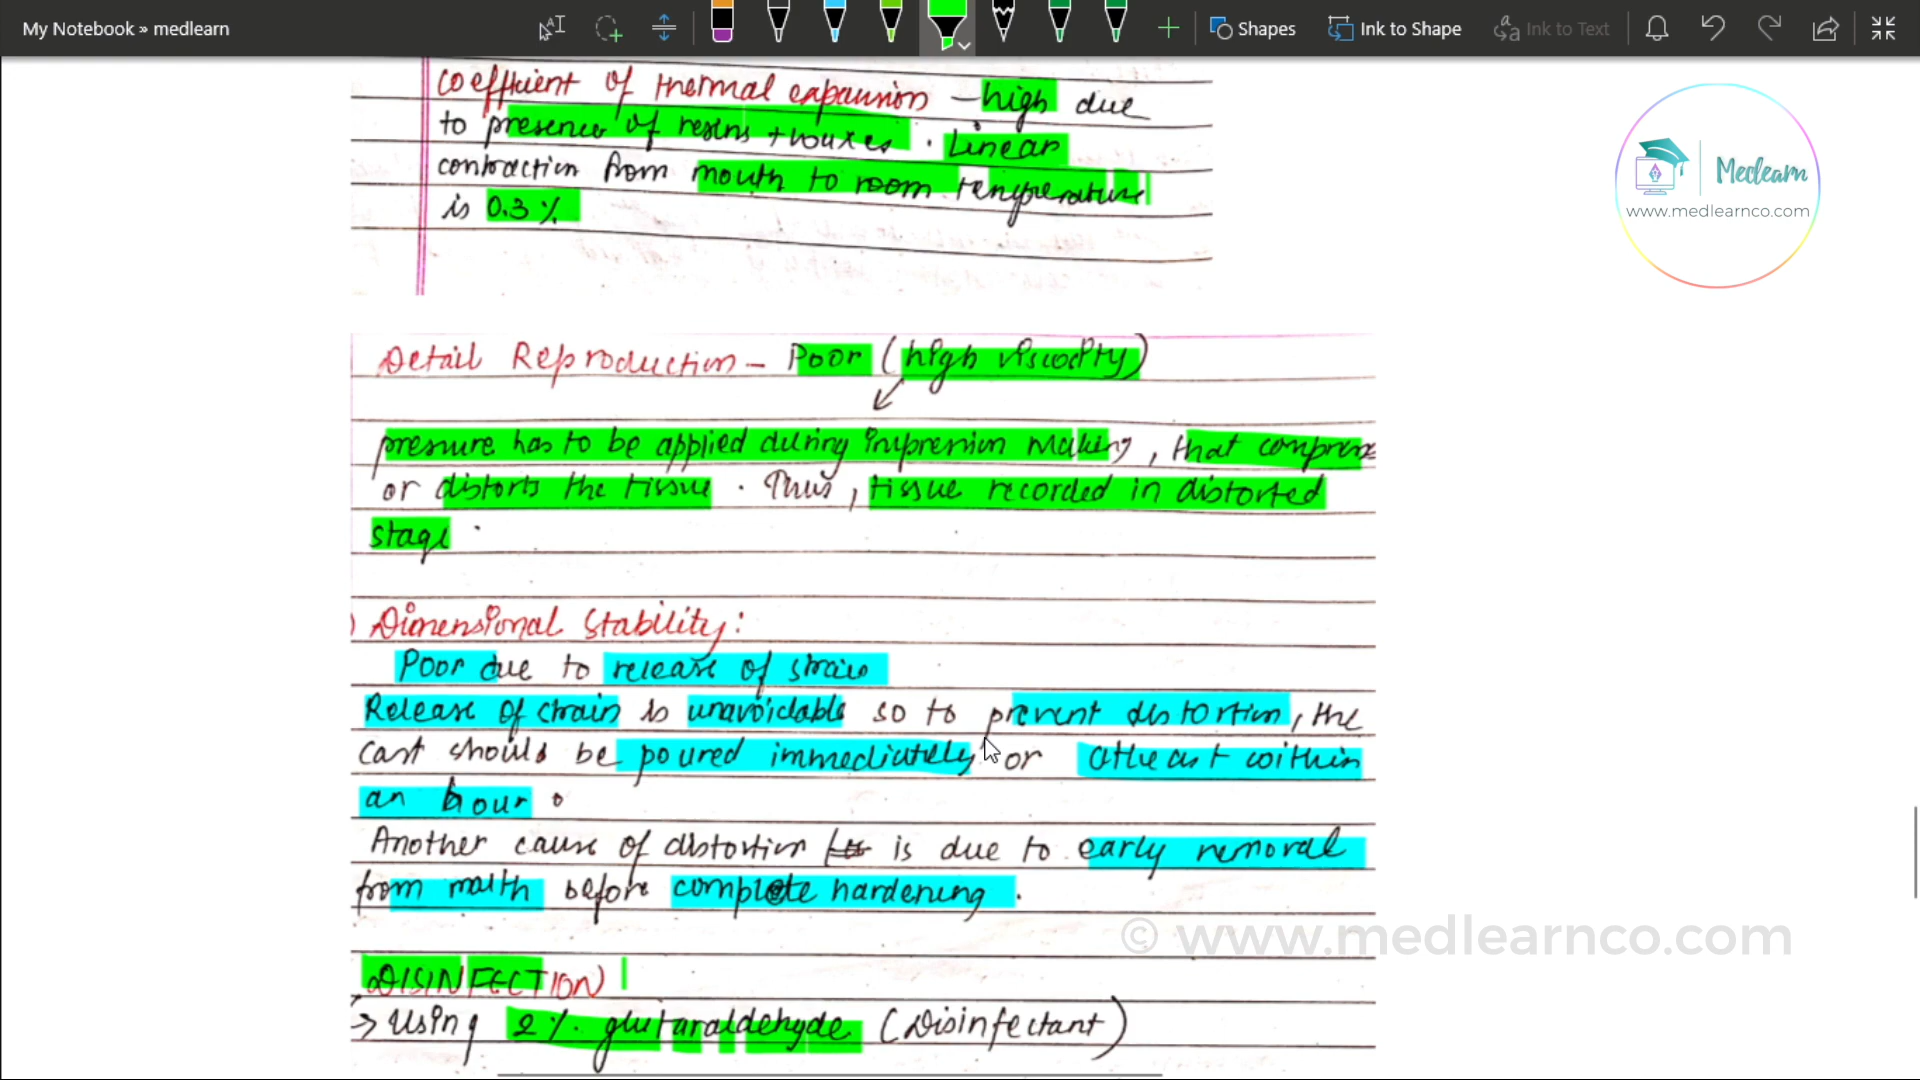 My Notebook » medlearn
Shapes
Ink to Shape
Ink to Text
coefficient of thermal expansion - high due
to presence of resins + waxes . Linear
contraction from mouth to room temperature
is 0.3 %
Medlearn
www.medlearnco.com
Detail Reproduction - Poor (high viscocity)
pressure has to be applied during impression making, that compress
or distorts the tissue . Thus, tissue recorded in distorted
stage .
) Dimensional Stability:
Poor due to release of strain
Release of strain is unavoidable so to prevent distortion, the
cast should be poured immediately or atleast within
an hour .
Another cause of distortion is due to early removal
from mouth before complete hardening .
© www.medlearnco.com
DISINFECTION)
→ Using 2 %. glutaraldehyde (Disinfectant)